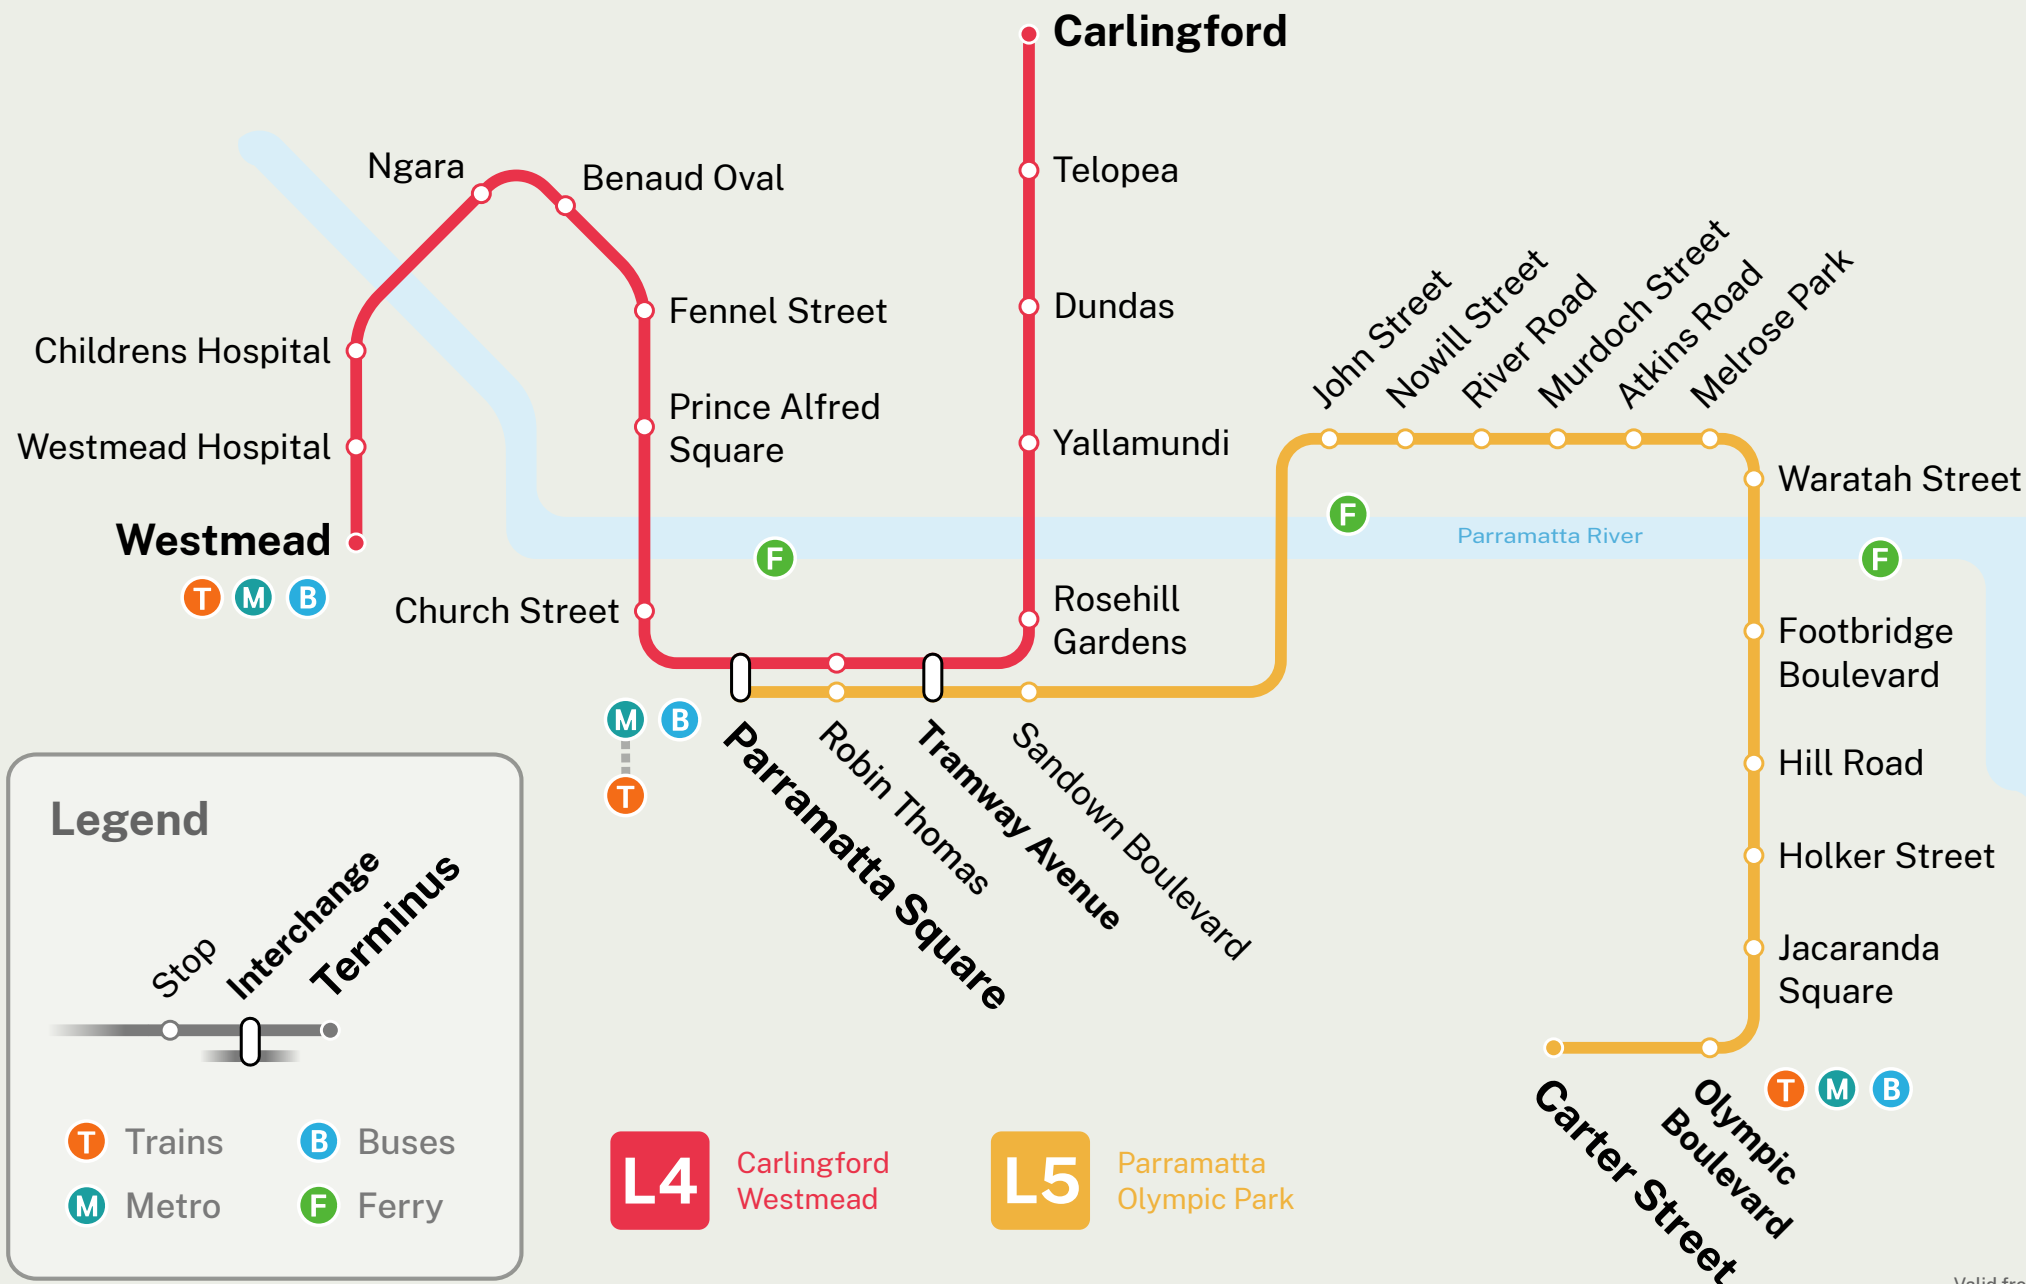 Carlingford
Ngara
Benaud Oval
Telopea
Fennel Street
Dundas
Childrens Hospital
Prince Alfred
Square
Westmead Hospital
Yallamundi
Westmead
T M B
Church Street
F
Rosehill
Gardens
John Street
Nowill Street
River Road
Murdoch Street
Atkins Road
Melrose Park
Waratah Street
F
Parramatta River
F
Footbridge
Boulevard
Hill Road
Holker Street
Jacaranda
Square
M B
T
Parramatta Square
Robin Thomas
Tramway Avenue
Sandown Boulevard
T M B
Olympic
Boulevard
Carter Street
Legend
Stop
Interchange
Terminus
T Trains
B Buses
M Metro
F Ferry
L4
Carlingford
Westmead
L5
Parramatta
Olympic Park